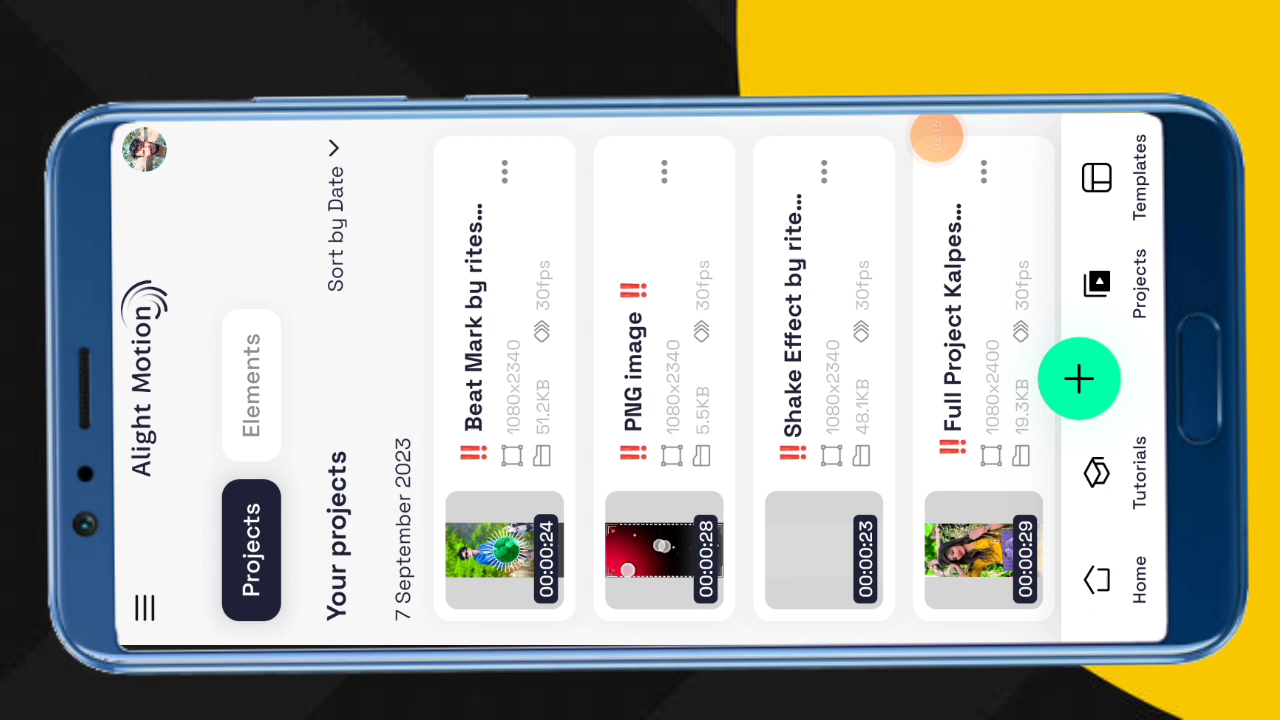 Alight Motion
Projects
Elements
Your projects
Sort by Date
7 September 2023
‼️ Beat Mark by rites...
1080x2340
51.2KB 30fps
00:00:24
‼️ PNG image ‼️
1080x2340
5.5KB 30fps
00:00:28
‼️ Shake Effect by rite...
1080x2340
48.1KB 30fps
00:00:23
‼️ Full Project Kalpes...
1080x2400
19.3KB 30fps
00:00:29
02:15
Home
Tutorials
Projects
Templates